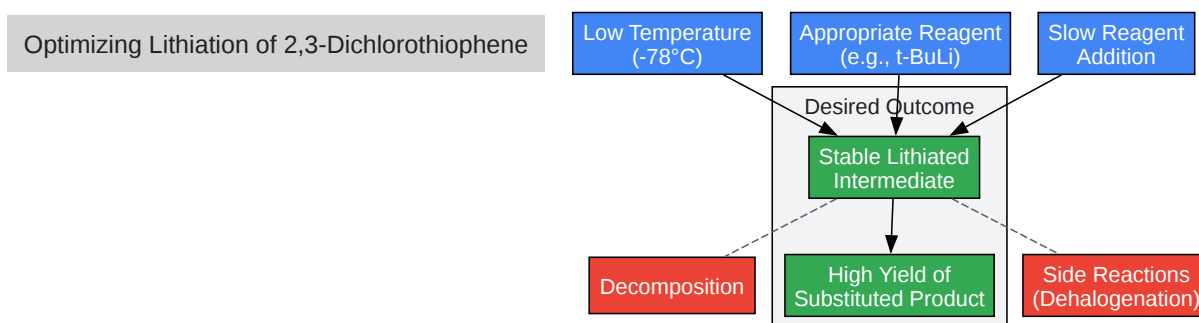 Optimizing Lithiation of 2,3-Dichlorothiophene
Low Temperature
(-78°C)
Appropriate Reagent
(e.g., t-BuLi)
Slow Reagent
Addition
Desired Outcome
Stable Lithiated
Intermediate
Decomposition
High Yield of
Substituted Product
Side Reactions
(Dehalogenation)